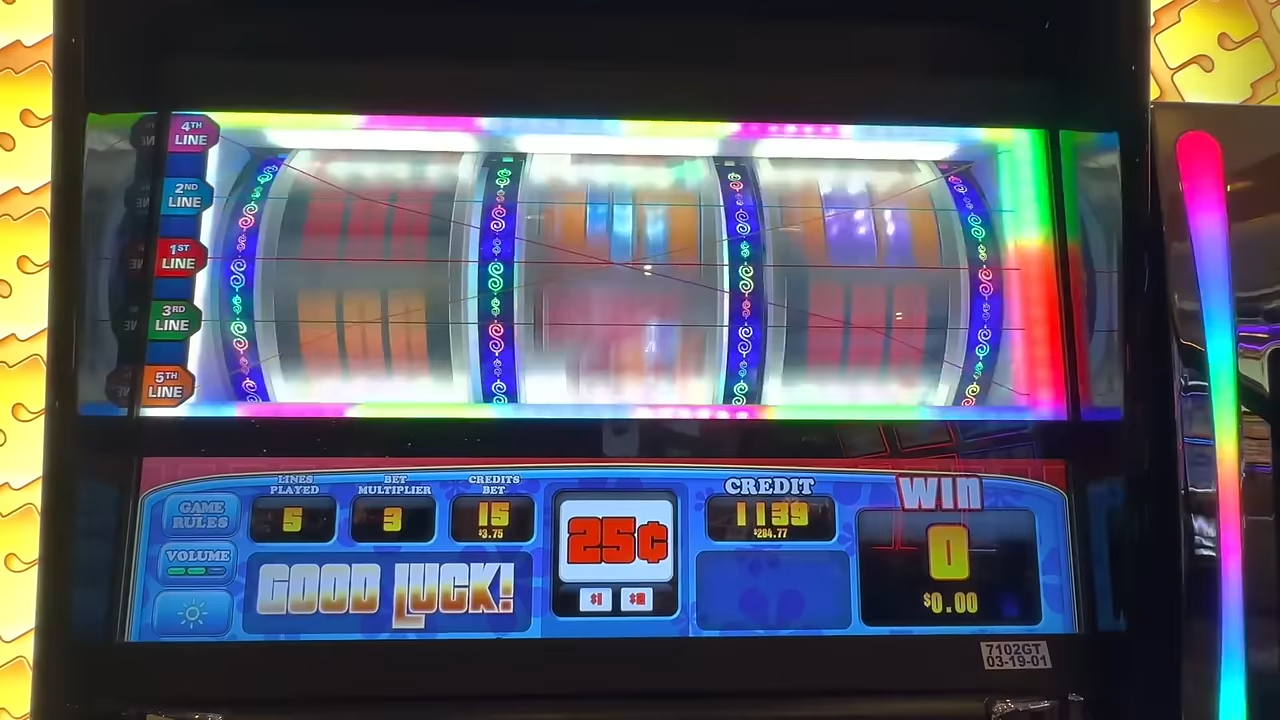 4TH
LINE
2ND
LINE
1ST
LINE
3RD
LINE
5TH
LINE
GAME
RULES
VOLUME
LINES
PLAYED
5
BET
MULTIPLIER
3
CREDITS
BET
15
$3.75
GOOD LUCK!
25¢
$1
$2
CREDIT
1139
$284.77
WIN
0
$0.00
7102GT
03-19-01